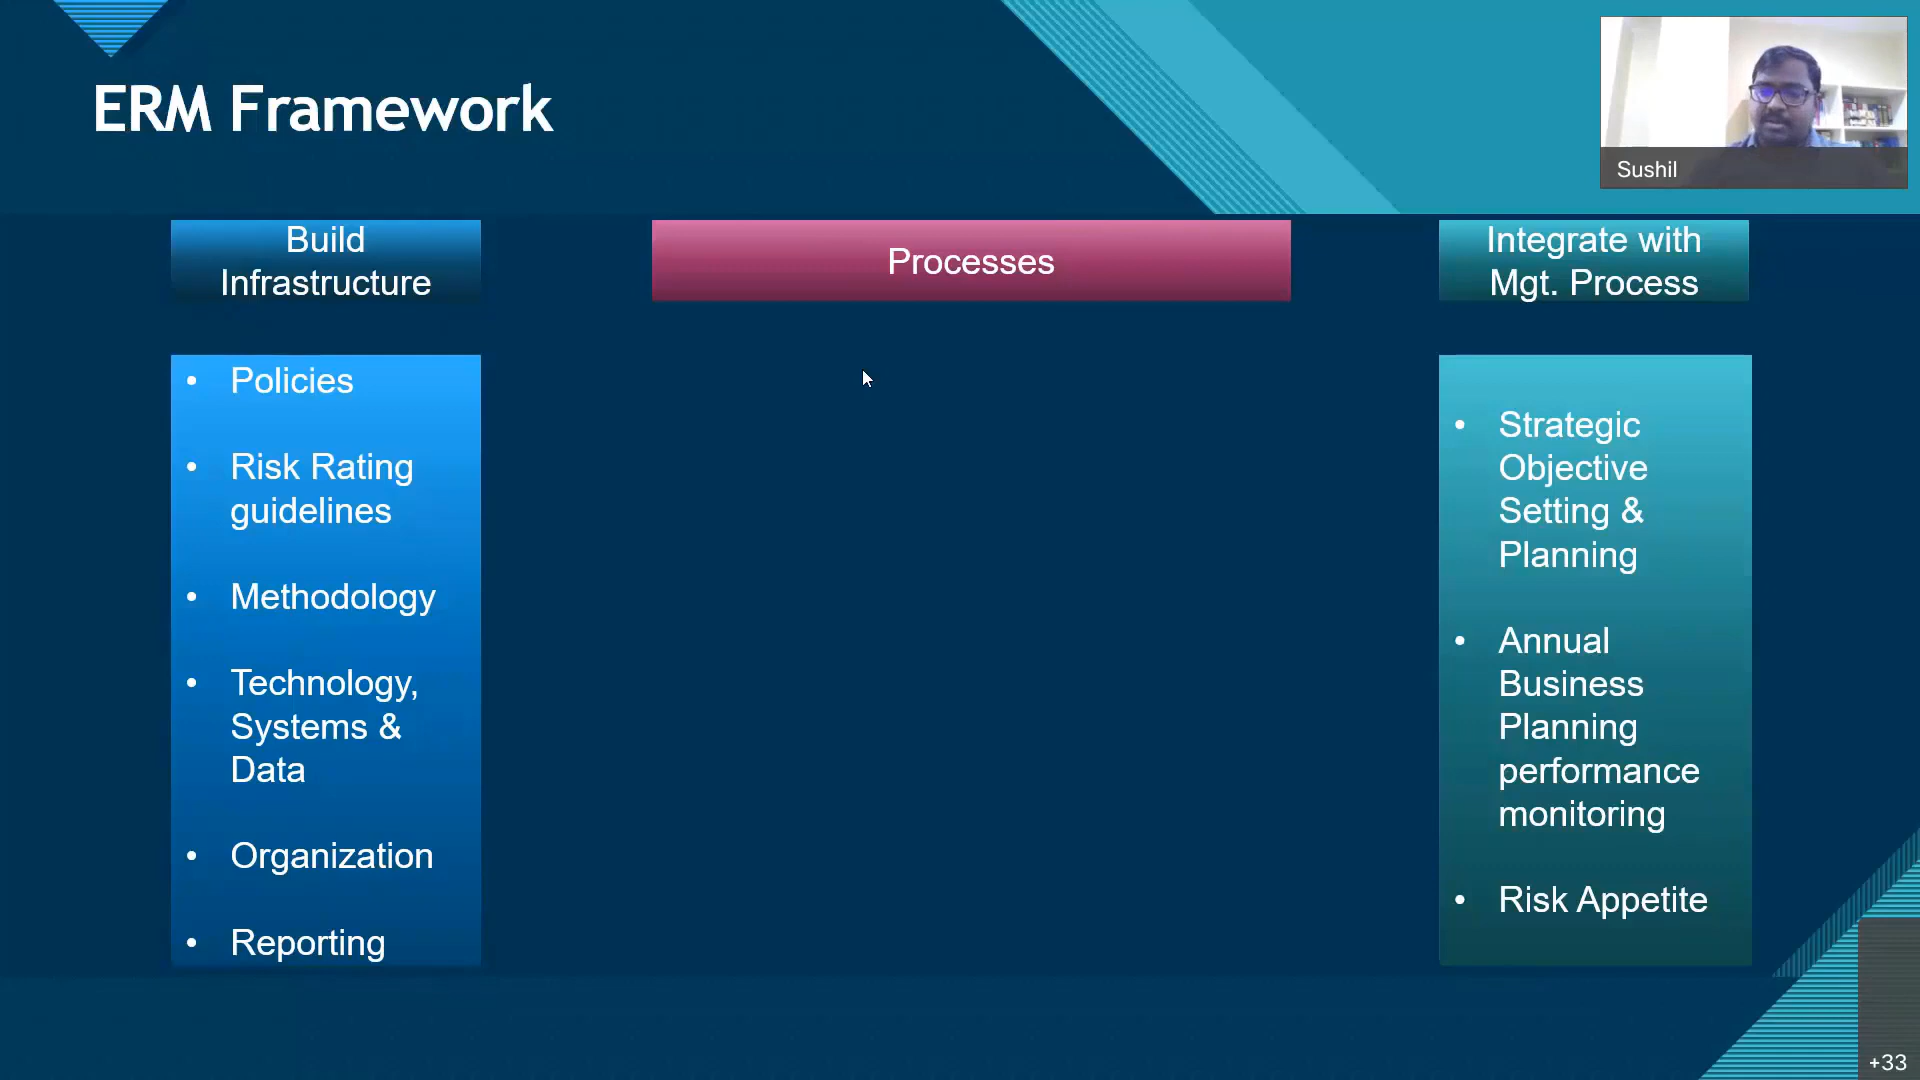 ERM Framework
Sushil
Build
Infrastructure
Processes
Integrate with
Mgt. Process
• Policies
• Risk Rating
guidelines
• Methodology
• Technology,
Systems &
Data
• Organization
• Reporting
• Strategic
Objective
Setting &
Planning
• Annual
Business
Planning
performance
monitoring
• Risk Appetite
+33